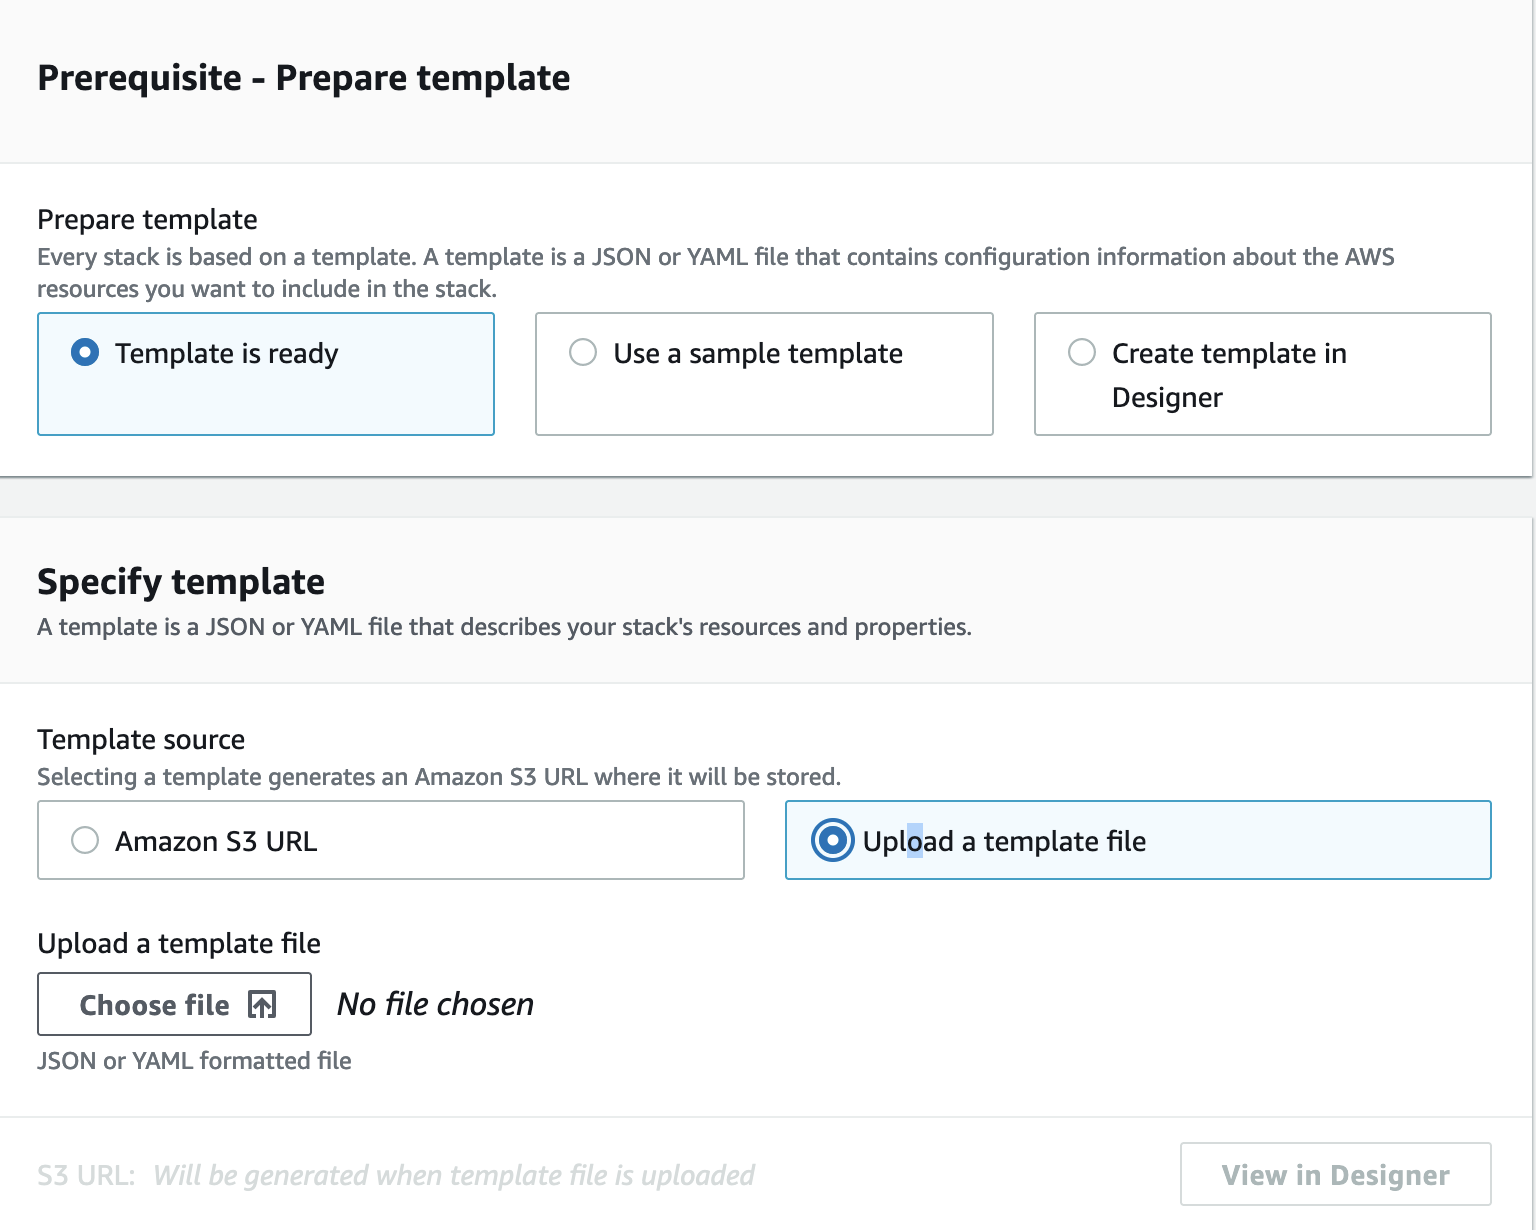 Prerequisite - Prepare template
Prepare template
Every stack is based on a template. A template is a JSON or YAML file that contains configuration information about the AWS
resources you want to include in the stack.
Template is ready
Use a sample template
Create template in
Designer
Specify template
A template is a JSON or YAML file that describes your stack's resources and properties.
Template source
Selecting a template generates an Amazon S3 URL where it will be stored.
Amazon S3 URL
Upload a template file
Upload a template file
Choose file
No file chosen
JSON or YAML formatted file
S3 URL: Will be generated when template file is uploaded
View in Designer